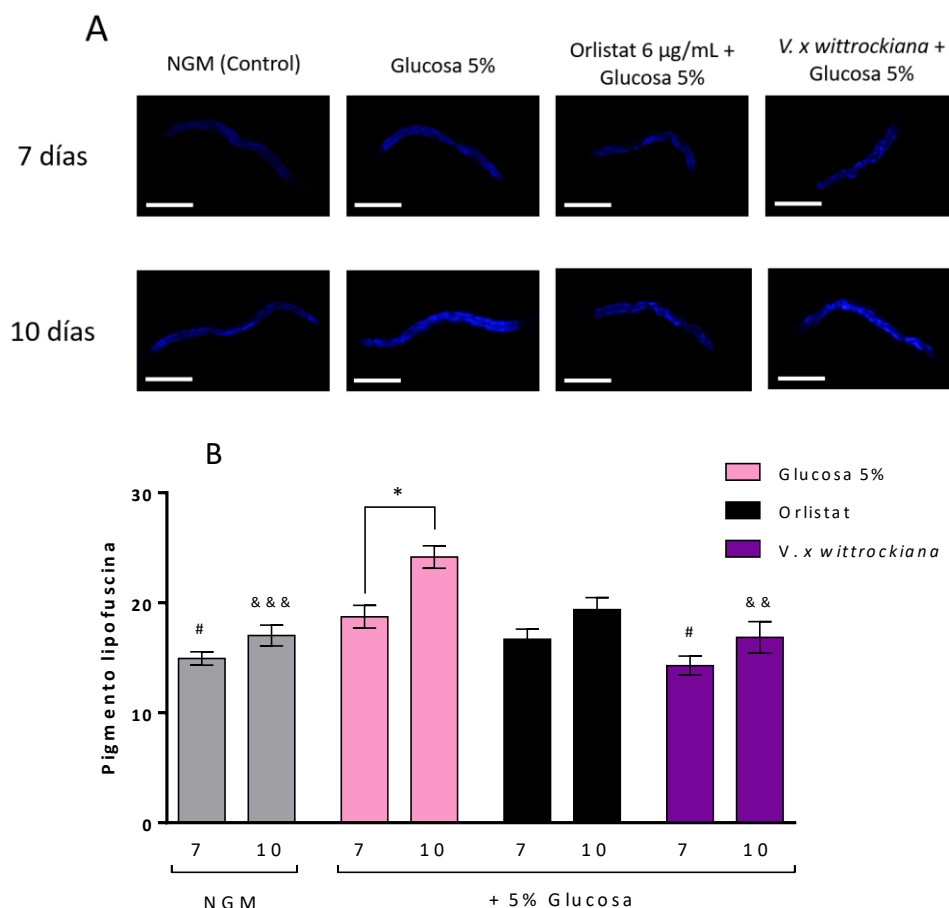 A
NGM (Control)
Glucosa 5%
Orlistat 6 µg/mL +
Glucosa 5%
V. x wittrockiana +
Glucosa 5%
7 días
10 días
B
Glucosa 5%
Orlistat
V. x wittrockiana
Pigmento lipofuscina
30
20
10
0
#
& & &
*
#
& &
7
10
7
10
7
10
7
10
NGM
+ 5% Glucosa